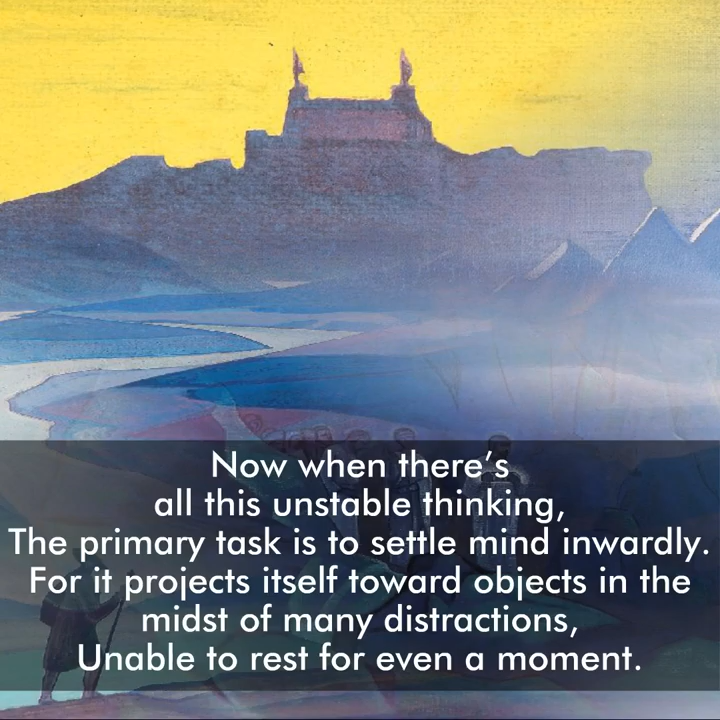 Now when there's
all this unstable thinking,
The primary task is to settle mind inwardly.
For it projects itself toward objects in the
midst of many distractions,
Unable to rest for even a moment.